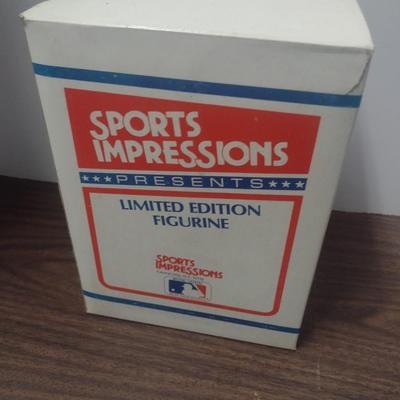 SPORTS
IMPRESSIONS
★★★PRESENTS★★★
LIMITED EDITION
FIGURINE
SPORTS
IMPRESSIONS